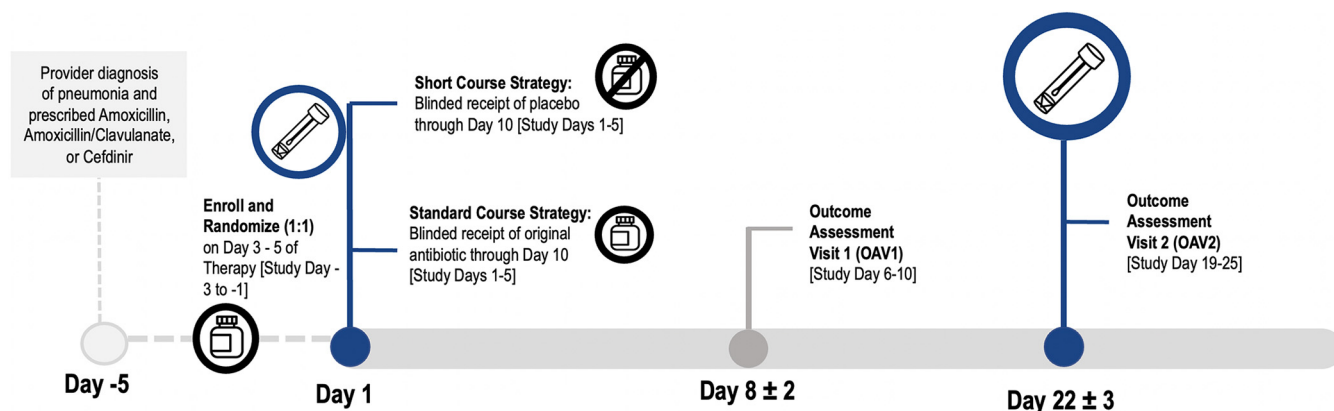 Provider diagnosis
of pneumonia and
prescribed Amoxicillin,
Amoxicillin/Clavulanate,
or Cefdinir
Enroll and
Randomize (1:1)
on Day 3 - 5 of
Therapy [Study Day -
3 to -1]
Short Course Strategy:
Blinded receipt of placebo
through Day 10 [Study Days 1-5]
Standard Course Strategy:
Blinded receipt of original
antibiotic through Day 10
[Study Days 1-5]
Outcome
Assessment
Visit 1 (OAV1)
[Study Day 6-10]
Outcome
Assessment
Visit 2 (OAV2)
[Study Day 19-25]
Day -5
Day 1
Day 8 ± 2
Day 22 ± 3